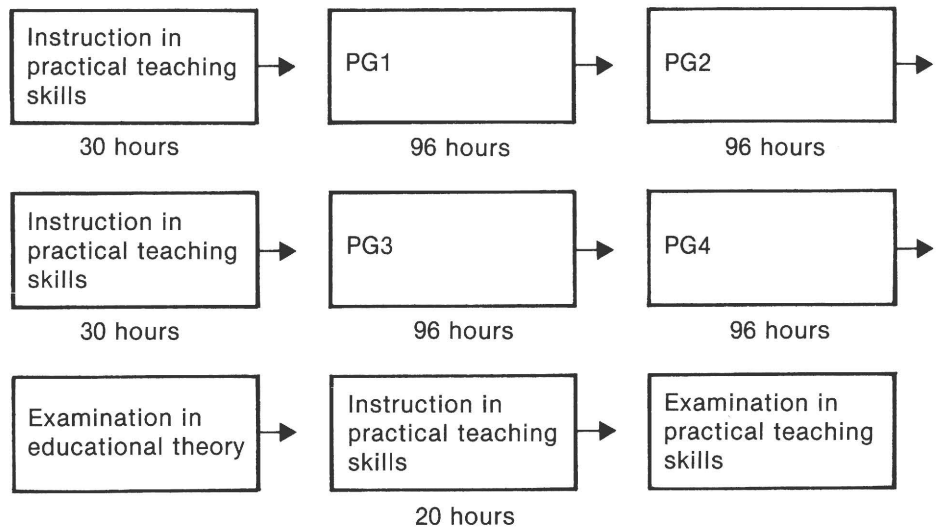 Instruction in
practical teaching
skills
30 hours
PG1
96 hours
PG2
96 hours
Instruction in
practical teaching
skills
30 hours
PG3
96 hours
PG4
96 hours
Examination in
educational theory
Instruction in
practical teaching
skills
20 hours
Examination in
practical teaching
skills